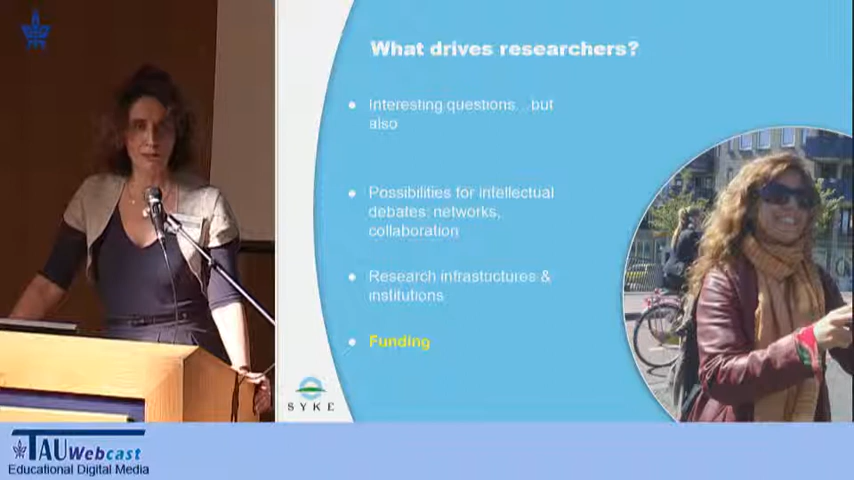 What drives researchers?
Interesting questions...but
also
Possibilities for intellectual
debates: networks,
collaboration
Research infrastuctures &
institutions
Funding
SYKE
TAUWebcast
Educational Digital Media